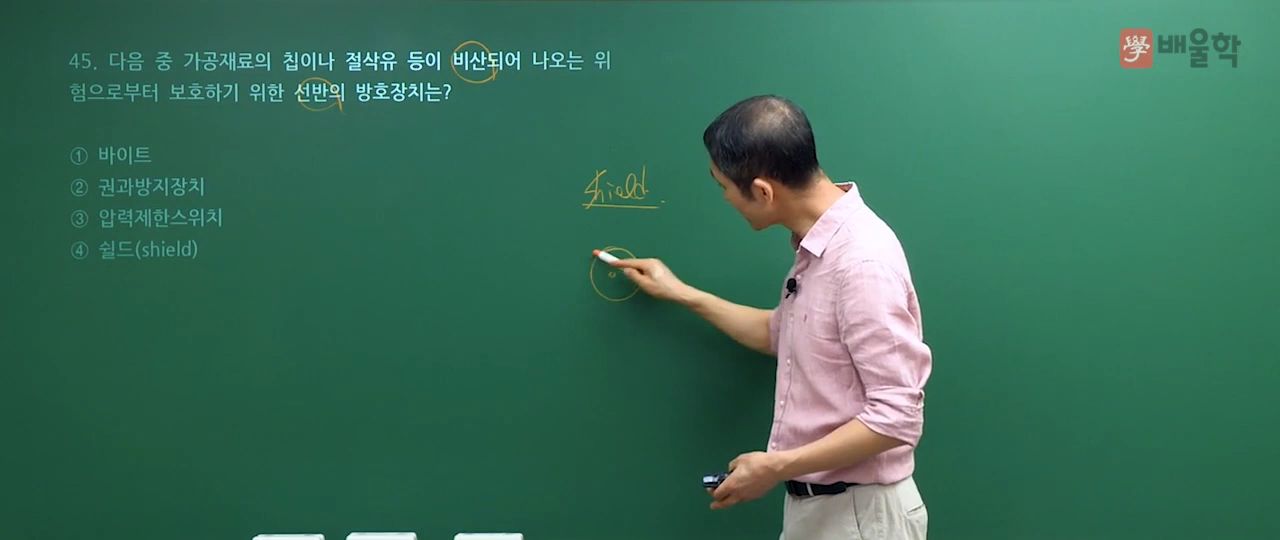 學 배울학
45. 다음 중 가공재료의 칩이나 절삭유 등이 비산되어 나오는 위
험으로부터 보호하기 위한 선반의 방호장치는?
① 바이트
② 권과방지장치
③ 압력제한스위치
④ 쉴드(shield)
shield.